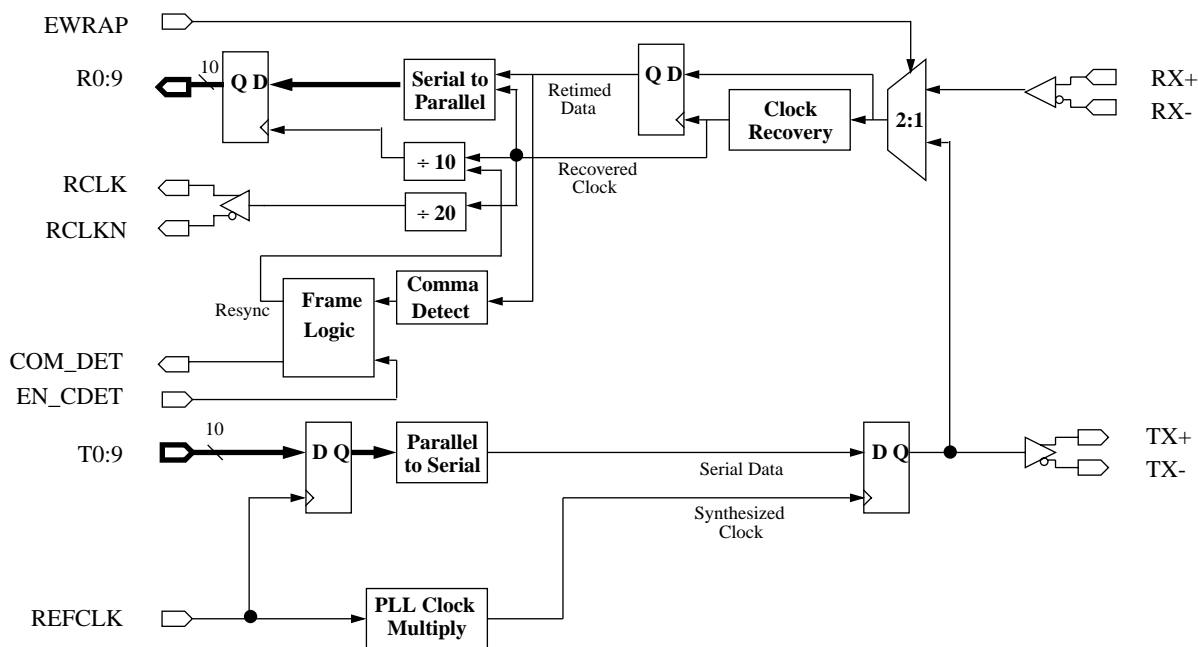 EWRAP
R0:9
10
Q D
Serial to
Parallel
Retimed
Data
Q D
Clock
Recovery
2:1
RX+
RX-
÷ 10
Recovered
Clock
RCLK
÷ 20
RCLKN
Resync
Frame
Logic
Comma
Detect
COM_DET
EN_CDET
T0:9
10
D Q
Parallel
to Serial
Serial Data
D Q
TX+
TX-
Synthesized
Clock
REFCLK
PLL Clock
Multiply